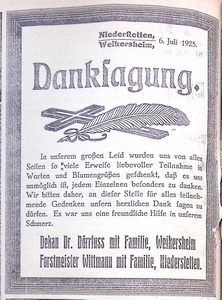 Niederstetten,
Weikersheim, 6. Juli 1925.
Danksagung.
In unserem großen Leid wurden uns von allen
Seiten so viele Erweise liebevoller Teilnahme in
Worten und Blumengrüßen geschenkt, daß es uns
unmöglich ist, jedem Einzelnen besonders zu danken.
Wir bitten daher, an dieser Stelle für alles teilneh-
mende Gedenken unsern herzlichen Dank sagen zu
dürfen. Es war uns eine freundliche Hilfe in unserem
Schmerz.
Dekan Dr. Dörrfuss mit Familie, Weikersheim
Forstmeister Wittmann mit Familie, Niederstetten.